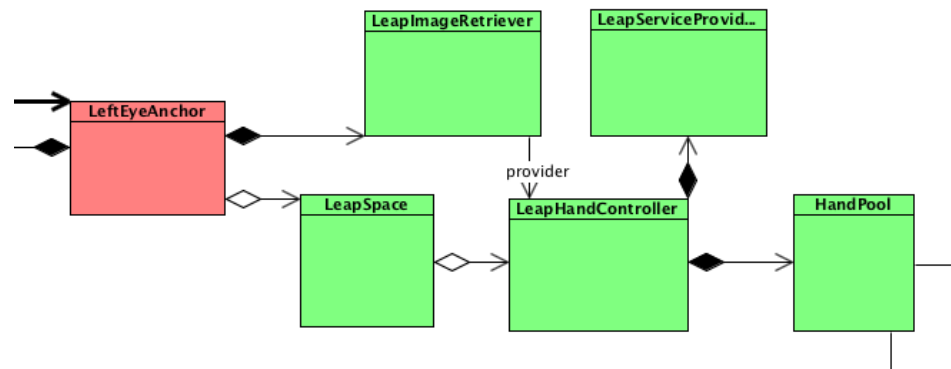 LeapImageRetriever
LeapServiceProvid...
LeftEyeAnchor
provider
LeapSpace
LeapHandController
HandPool